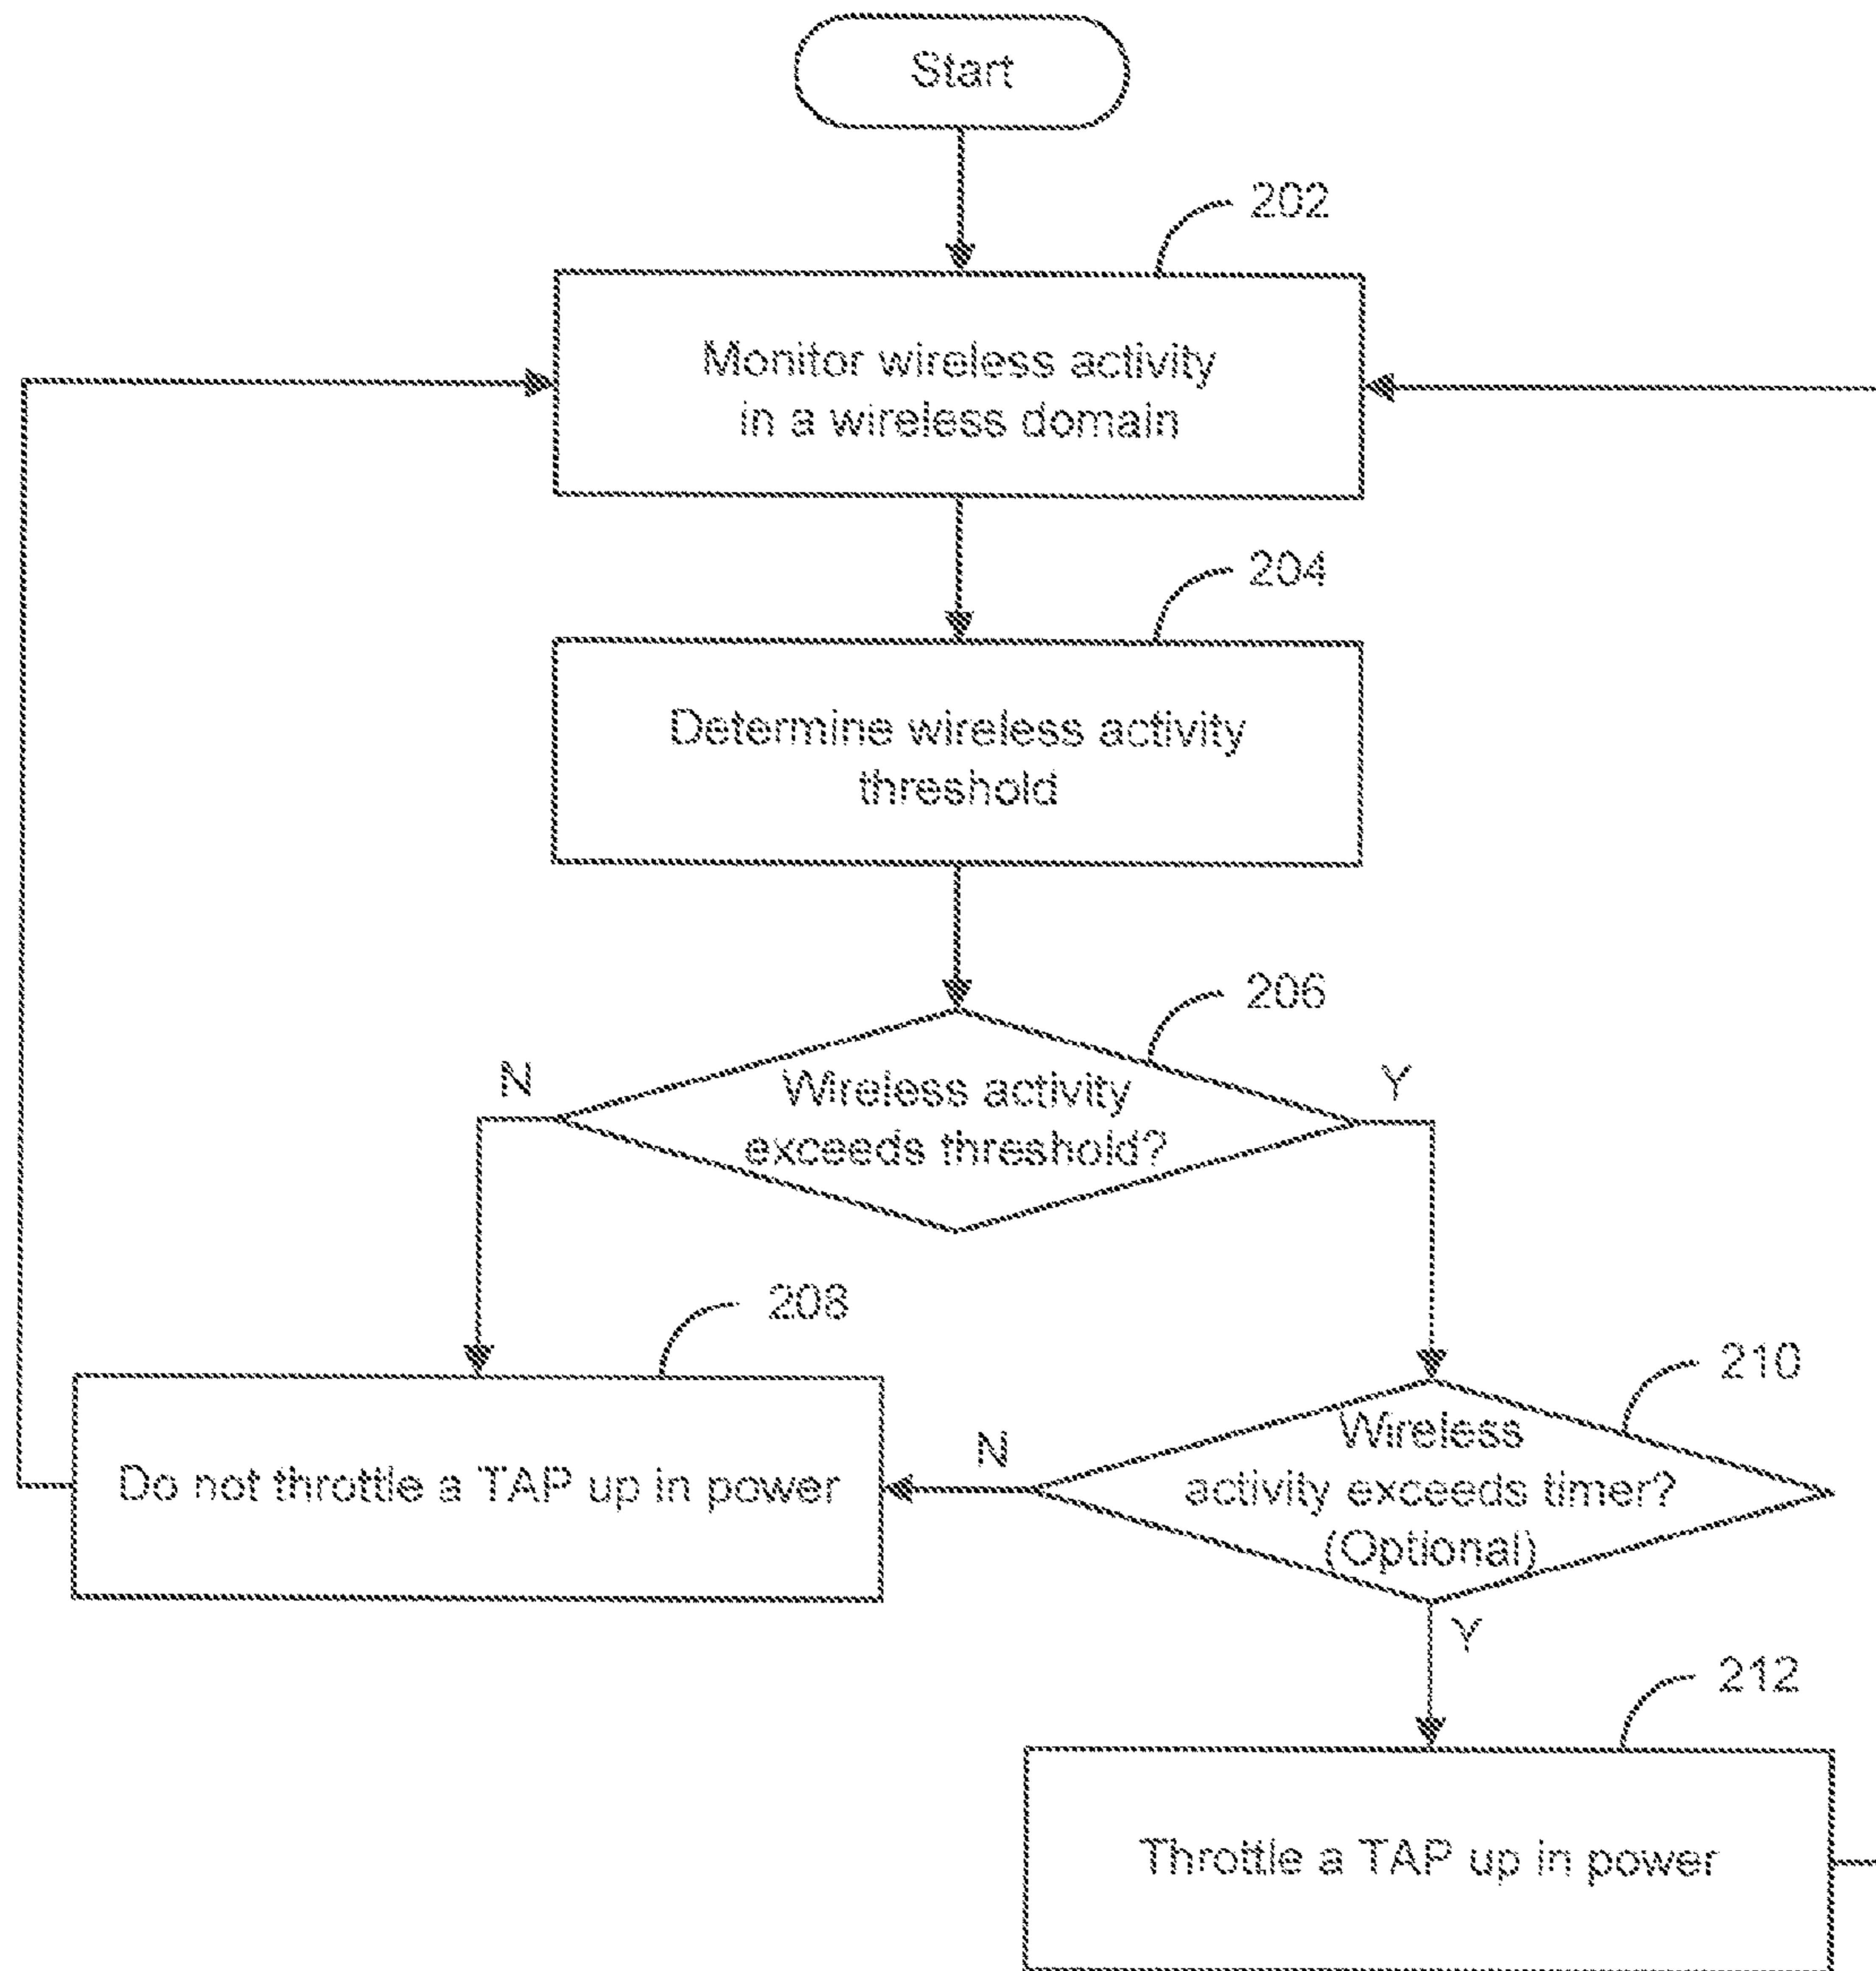 Start
202
Monitor wireless activity
in a wireless domain
204
Determine wireless activity
threshold
206
N
Wireless activity
exceeds threshold?
Y
208
Do not throttle a TAP up in power
210
N
Wireless
activity exceeds timer?
(Optional)
Y
212
Throttle a TAP up in power